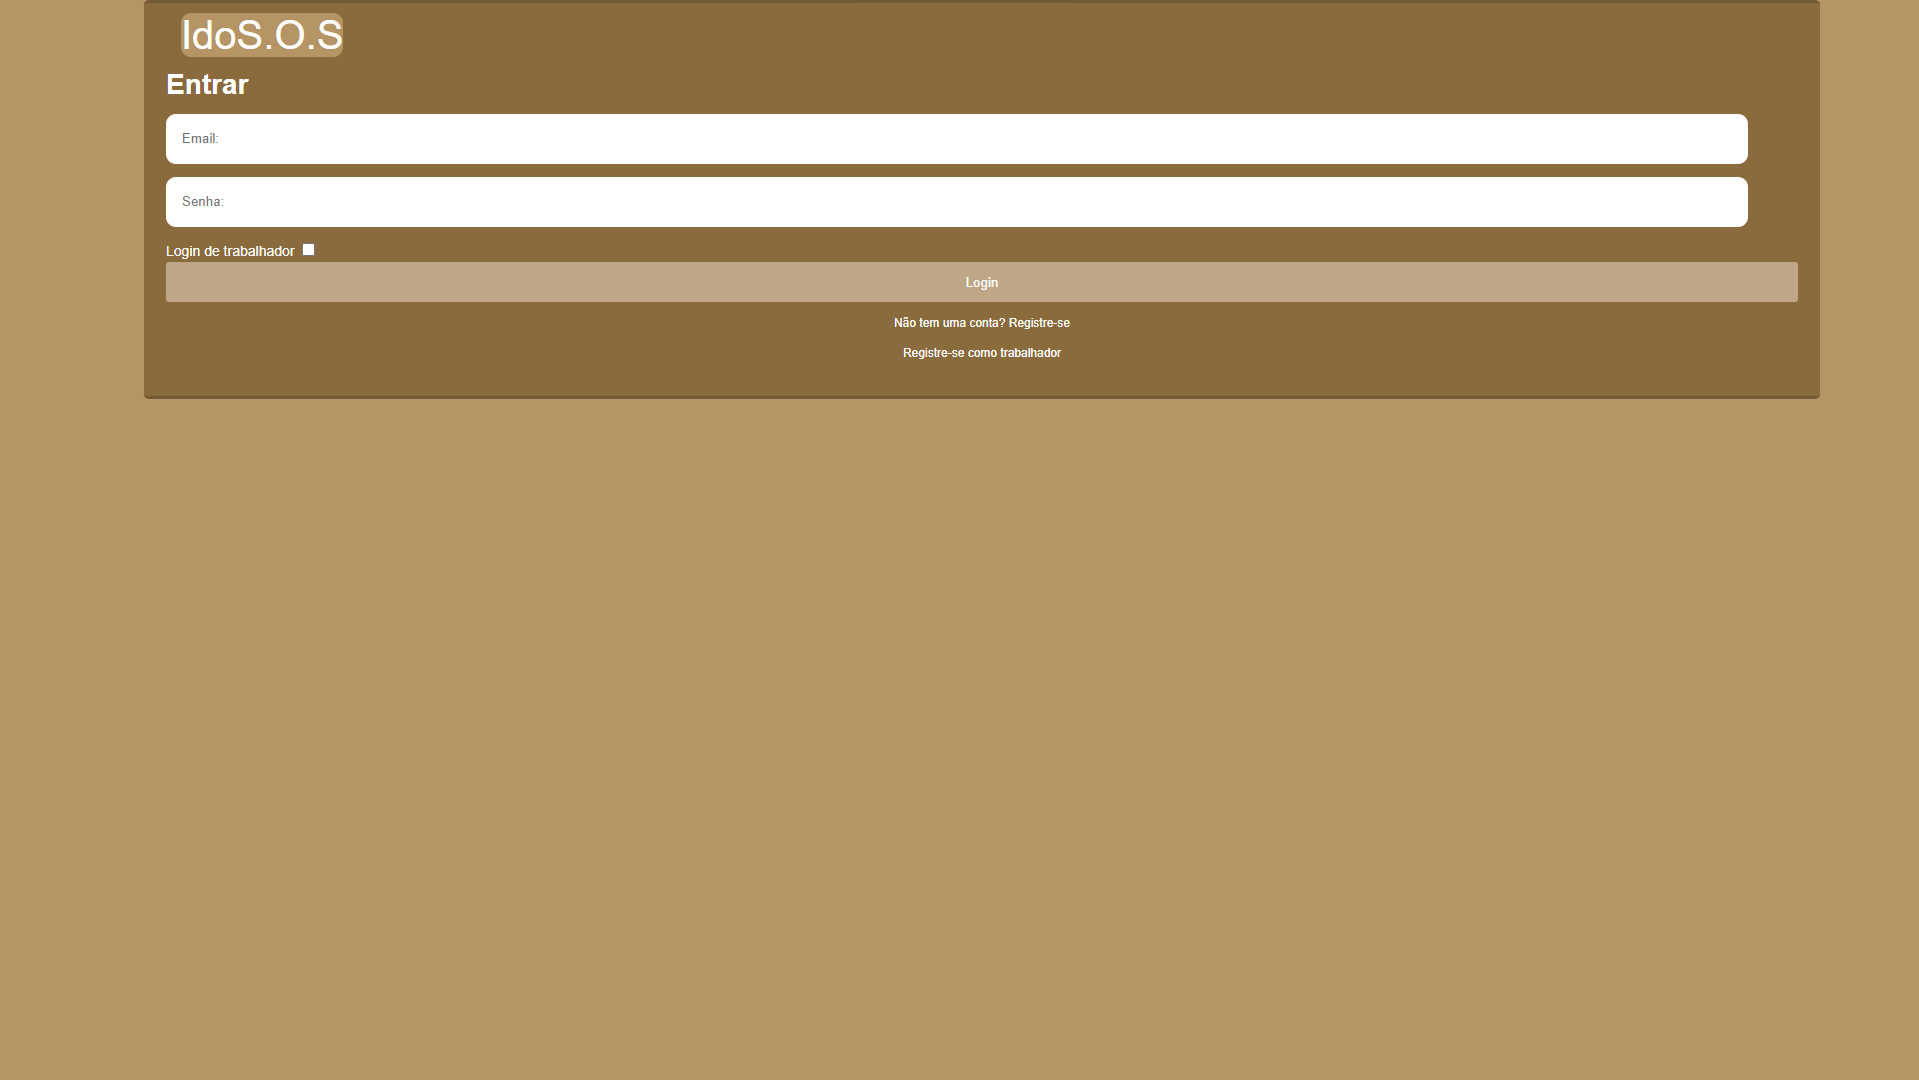 IdoS.O.S
Entrar
Email:
Senha:
Login de trabalhador
Login
Não tem uma conta? Registre-se
Registre-se como trabalhador